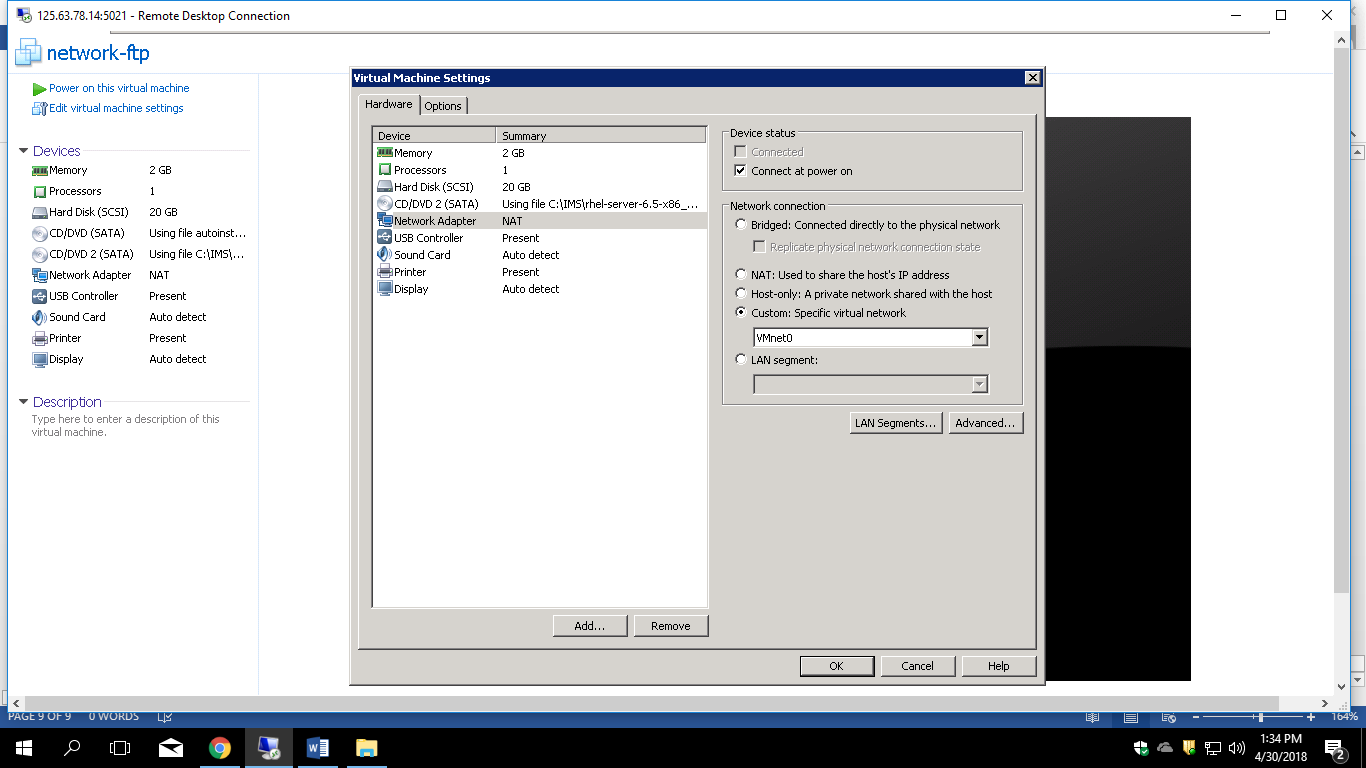 125.63.78.14:5021 - Remote Desktop Connection
network-ftp
Power on this virtual machine
Edit virtual machine settings
Devices
Memory 2 GB
Processors 1
Hard Disk (SCSI) 20 GB
CD/DVD (SATA) Using file autoinst...
CD/DVD 2 (SATA) Using file C:\IMS\...
Network Adapter NAT
USB Controller Present
Sound Card Auto detect
Printer Present
Display Auto detect
Description
Type here to enter a description of this
virtual machine.
Virtual Machine Settings
Hardware Options
Device Summary
Memory 2 GB
Processors 1
Hard Disk (SCSI) 20 GB
CD/DVD 2 (SATA) Using file C:\IMS\rhel-server-6.5-x86_...
Network Adapter NAT
USB Controller Present
Sound Card Auto detect
Printer Present
Display Auto detect
Add... Remove
Device status
Connected
Connect at power on
Network connection
Bridged: Connected directly to the physical network
Replicate physical network connection state
NAT: Used to share the host's IP address
Host-only: A private network shared with the host
Custom: Specific virtual network
VMnet0
LAN segment:
LAN Segments... Advanced...
OK Cancel Help
PAGE 9 OF 9 0 WORDS 164%
1:34 PM
4/30/2018
2